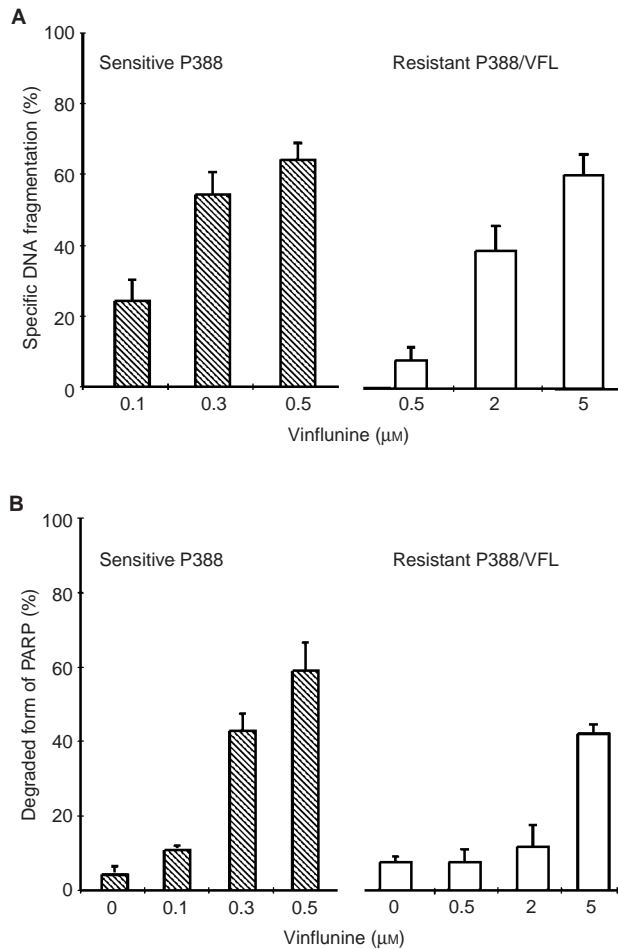 A
Sensitive P388 Resistant P388/VFL
Specific DNA fragmentation (%)
100
80
60
40
20
0
0.1 0.3 0.5 0.5 2 5
Vinflunine (μM)
B
Sensitive P388 Resistant P388/VFL
Degraded form of PARP (%)
100
80
60
40
20
0
0 0.1 0.3 0.5 0 0.5 2 5
Vinflunine (μM)